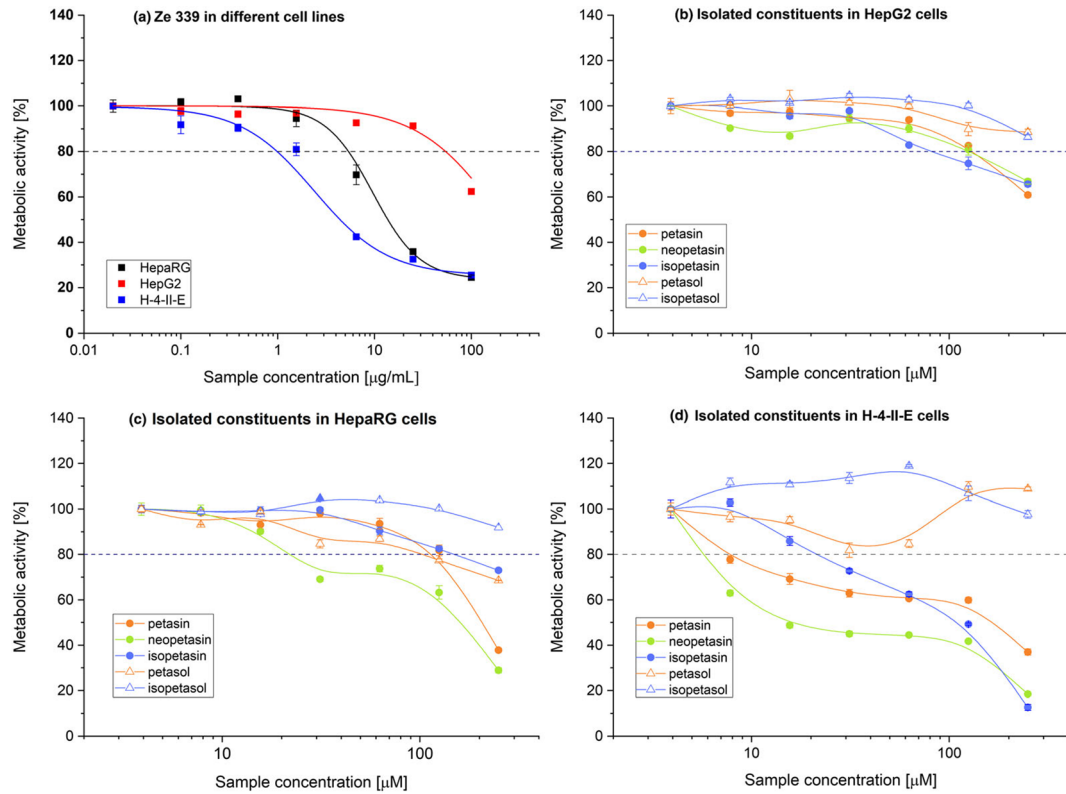 (a) Ze 339 in different cell lines
140
120
100
80
60
40
20
0
Metabolic activity [%]
HepaRG
HepG2
H-4-II-E
0.01
0.1
1
10
100
Sample concentration [µg/mL]
(b) Isolated constituents in HepG2 cells
140
120
100
80
60
40
20
0
Metabolic activity [%]
petasin
neopetasin
isopetasin
petasol
isopetasol
10
100
Sample concentration [µM]
(c) Isolated constituents in HepaRG cells
140
120
100
80
60
40
20
0
Metabolic activity [%]
petasin
neopetasin
isopetasin
petasol
isopetasol
10
100
Sample concentration [µM]
(d) Isolated constituents in H-4-II-E cells
140
120
100
80
60
40
20
0
Metabolic activity [%]
petasin
neopetasin
isopetasin
petasol
isopetasol
10
100
Sample concentration [µM]